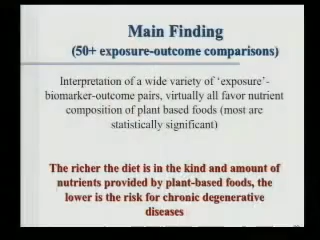 Main Finding
(50+ exposure-outcome comparisons)
Interpretation of a wide variety of ‘exposure’-
biomarker-outcome pairs, virtually all favor nutrient
composition of plant based foods (most are
statistically significant)
The richer the diet is in the kind and amount of
nutrients provided by plant-based foods, the
lower is the risk for chronic degenerative
diseases